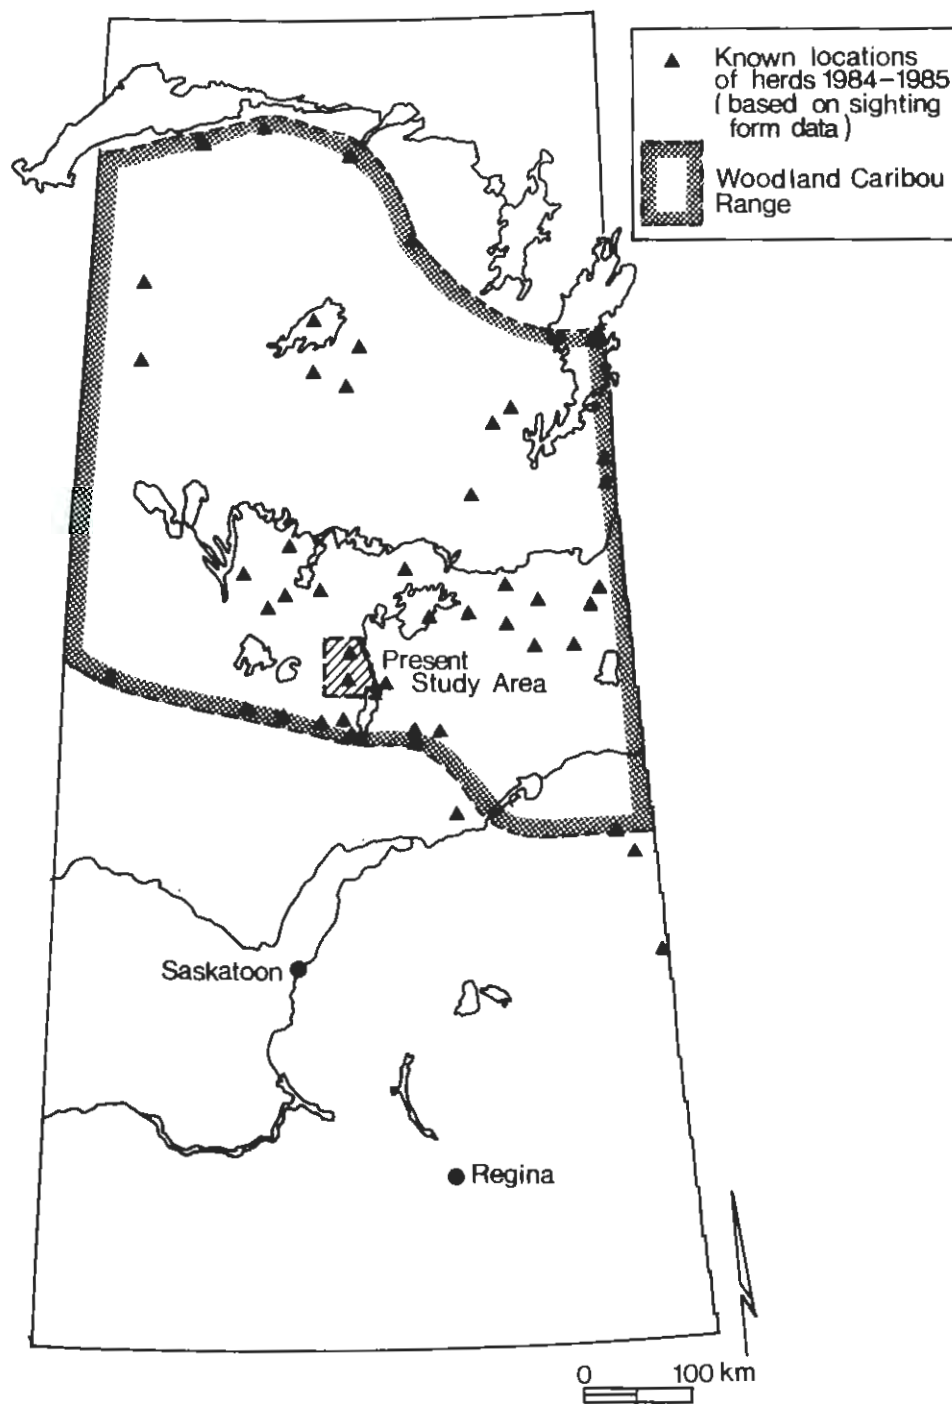 Known locations
of herds 1984-1985
(based on sighting
form data)
Woodland Caribou
Range
Present
Study Area
Saskatoon
Regina
0 100 km